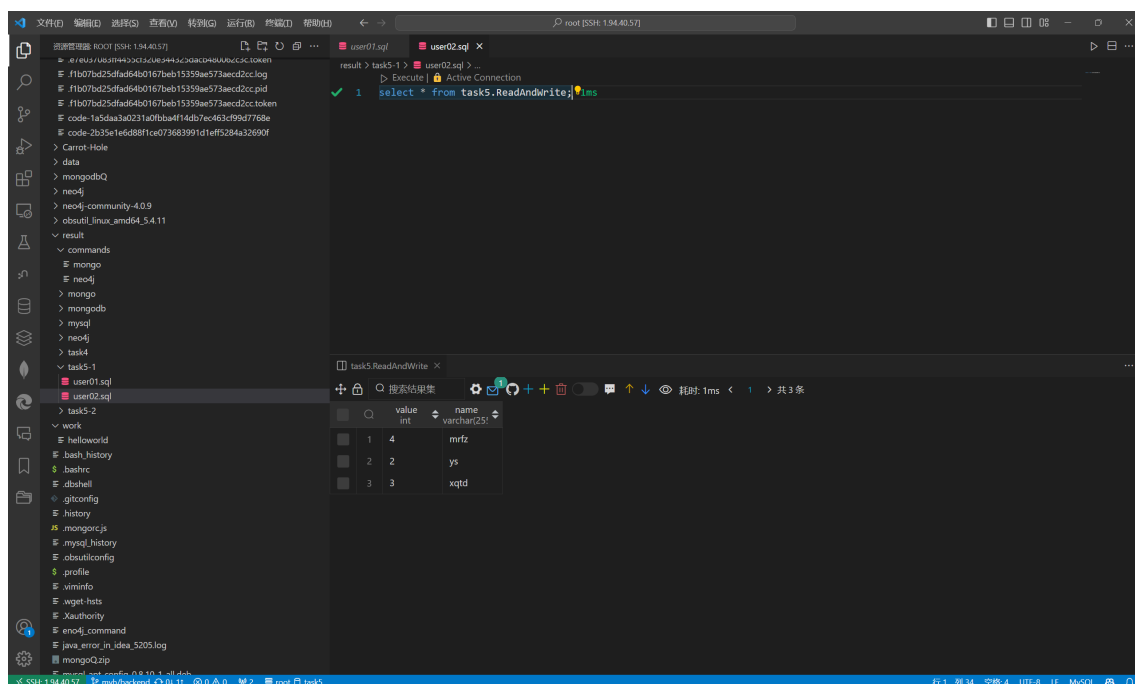 文件(F) 编辑(E) 选择(S) 查看(V) 转到(G) 运行(R) 终端(T) 帮助(H)
root [SSH: 1.94.40.57]
资源管理器: ROOT [SSH: 1.94.40.57]
.f1b07bd25dfad64b0167beb15359ae573aecd2cc.log
.f1b07bd25dfad64b0167beb15359ae573aecd2cc.pid
.f1b07bd25dfad64b0167beb15359ae573aecd2cc.token
code-1a5daa3a0231a0fbba4f14db7ec463cf99d7768e
code-2b35e1e6d88f1ce073683991d1eff5284a32690f
Carrot-Hole
data
mongodbQ
neo4j
neo4j-community-4.0.9
obsutil_linux_amd64_5.4.11
result
commands
mongo
neo4j
mongo
mongodb
mysql
neo4j
task4
task5-1
user01.sql
user02.sql
task5-2
work
helloworld
.bash_history
.bashrc
.dbshell
.gitconfig
.history
.mongorc.js
.mysql_history
.obsutilconfig
.profile
.viminfo
.wget-hsts
.Xauthority
eno4j_command
java_error_in_idea_5205.log
mongoQ.zip
user01.sql user02.sql
result > task5-1 > user02.sql > ...
Execute | Active Connection
1 select * from task5.ReadAndWrite; 1ms
task5.ReadAndWrite
搜索结果集 1 耗时: 1ms < 1 > 共 3 条
value int name varchar(25!
1 4 mrfz
2 2 ys
3 3 xqtd
行 1, 列 34 空格: 4 UTF-8 LF MySQL